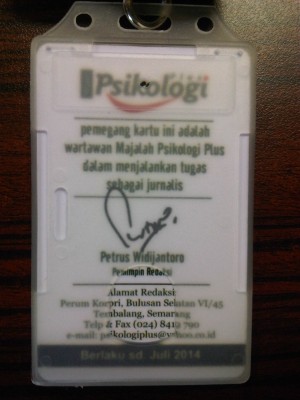 Psikologi
pemegang kartu ini adalah
wartawan Majalah Psikologi Plus
dalam menjalankan tugas
sebagai jurnalis
Petrus Widijantoro
Pemimpin Redaksi
Alamat Redaksi:
Perum Korpri, Bulusan Selatan VI/45
Tembalang, Semarang
Telp & Fax (024) 790
e-mail: psikologiplus@yahoo.co.id
Berlaku sd. Juli 2014